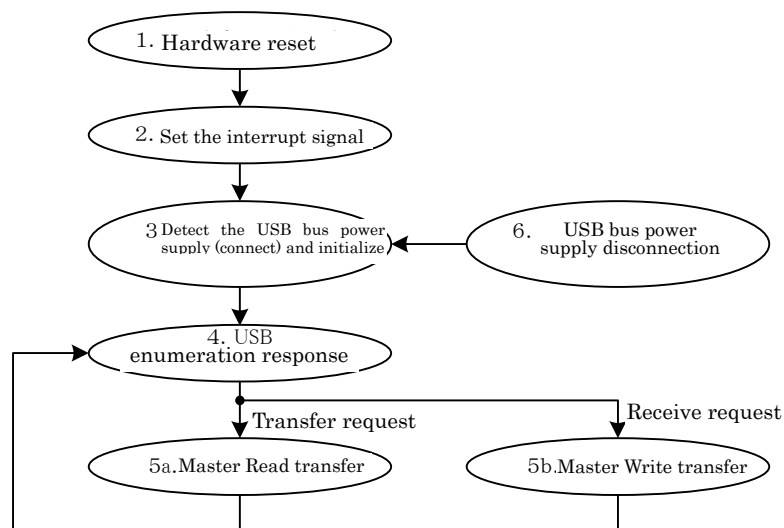 1. Hardware reset
2. Set the interrupt signal
3 Detect the USB bus power
supply (connect) and initialize
6. USB bus power
supply disconnection
4. USB
enumeration response
Transfer request
Receive request
5a.Master Read transfer
5b.Master Write transfer